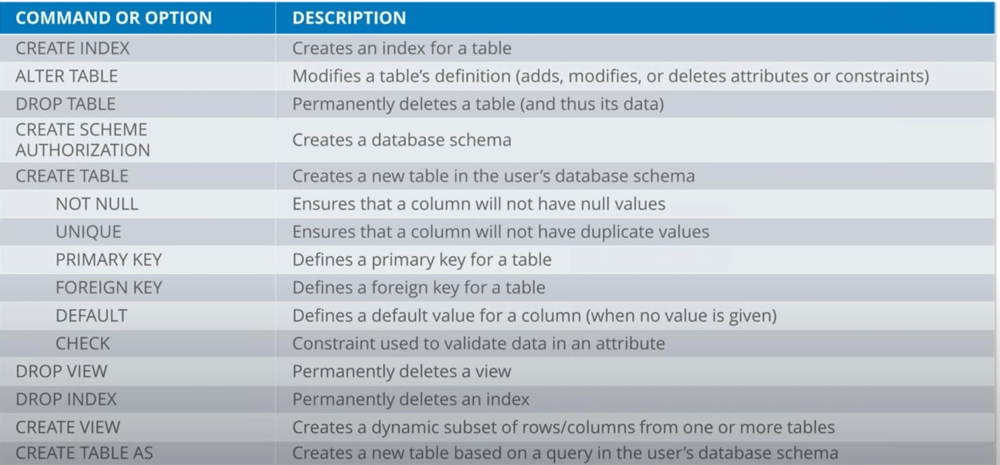 COMMAND OR OPTION DESCRIPTION
CREATE INDEX Creates an index for a table
ALTER TABLE Modifies a table’s definition (adds, modifies, or deletes attributes or constraints)
DROP TABLE Permanently deletes a table (and thus its data)
CREATE SCHEME
AUTHORIZATION Creates a database schema
CREATE TABLE Creates a new table in the user’s database schema
NOT NULL Ensures that a column will not have null values
UNIQUE Ensures that a column will not have duplicate values
PRIMARY KEY Defines a primary key for a table
FOREIGN KEY Defines a foreign key for a table
DEFAULT Defines a default value for a column (when no value is given)
CHECK Constraint used to validate data in an attribute
DROP VIEW Permanently deletes a view
DROP INDEX Permanently deletes an index
CREATE VIEW Creates a dynamic subset of rows/columns from one or more tables
CREATE TABLE AS Creates a new table based on a query in the user’s database schema